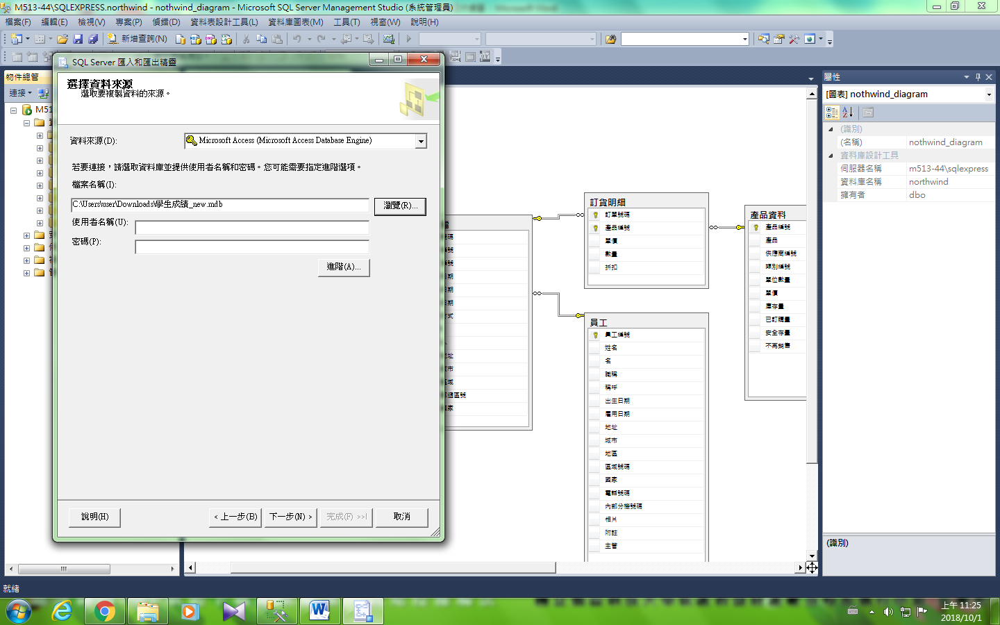 M513-44\SQLEXPRESS.northwind - nothwind_diagram - Microsoft SQL Server Management Studio (系統管理員)
檔案(F) 編輯(E) 檢視(V) 專案(P) 偵錯(D) 資料表設計工具(L) 資料庫圖表(M) 工具(T) 視窗(W) 說明(H)
新增查詢(N)
物件總管
連接
M51
SQL Server 匯入和匯出精靈
選擇資料來源
選取要複製資料的來源。
資料來源(D):
Microsoft Access (Microsoft Access Database Engine)
若要連接，請選取資料庫並提供使用者名稱和密碼。您可能需要指定進階選項。
檔案名稱(I):
C:\Users\user\Downloads\學生成績_new.mdb
瀏覽(R)...
使用者名稱(U):
密碼(P):
進階(A)...
說明(H)
< 上一步(B)
下一步(N) >
完成(F) >>|
取消
訂貨明細
訂單號碼
產品編號
單價
數量
折扣
員工
員工編號
姓名
名
職稱
稱呼
出生日期
雇用日期
地址
城市
地區
區域號碼
國家
電話號碼
內部分機號碼
相片
附註
主管
產品資料
產品編號
產品
供應商編號
類別編號
單位數量
單價
庫存量
已訂購量
安全存量
不再銷售
屬性
[圖表] nothwind_diagram
(識別)
(名稱) nothwind_diagram
資料庫設計工具
伺服器名稱 m513-44\sqlexpress
資料庫名稱 northwind
擁有者 dbo
(識別)
就緒
上午 11:25
2018/10/1